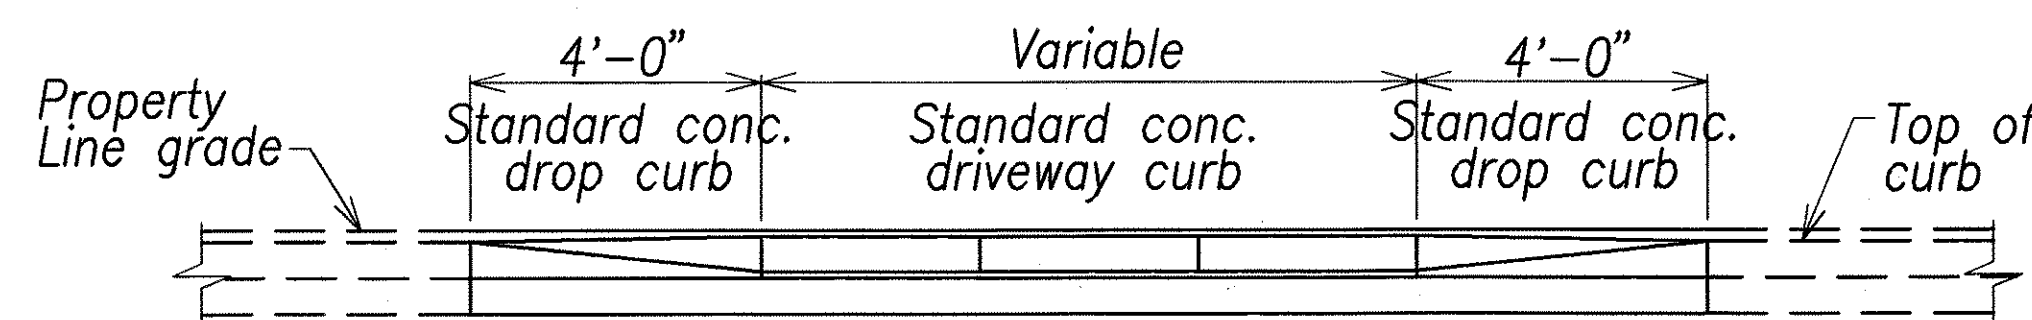 4'-0"
Variable
4'-0"
Property
Line grade
Standard conc.
drop curb
Standard conc.
driveway curb
Standard conc.
drop curb
Top of
curb